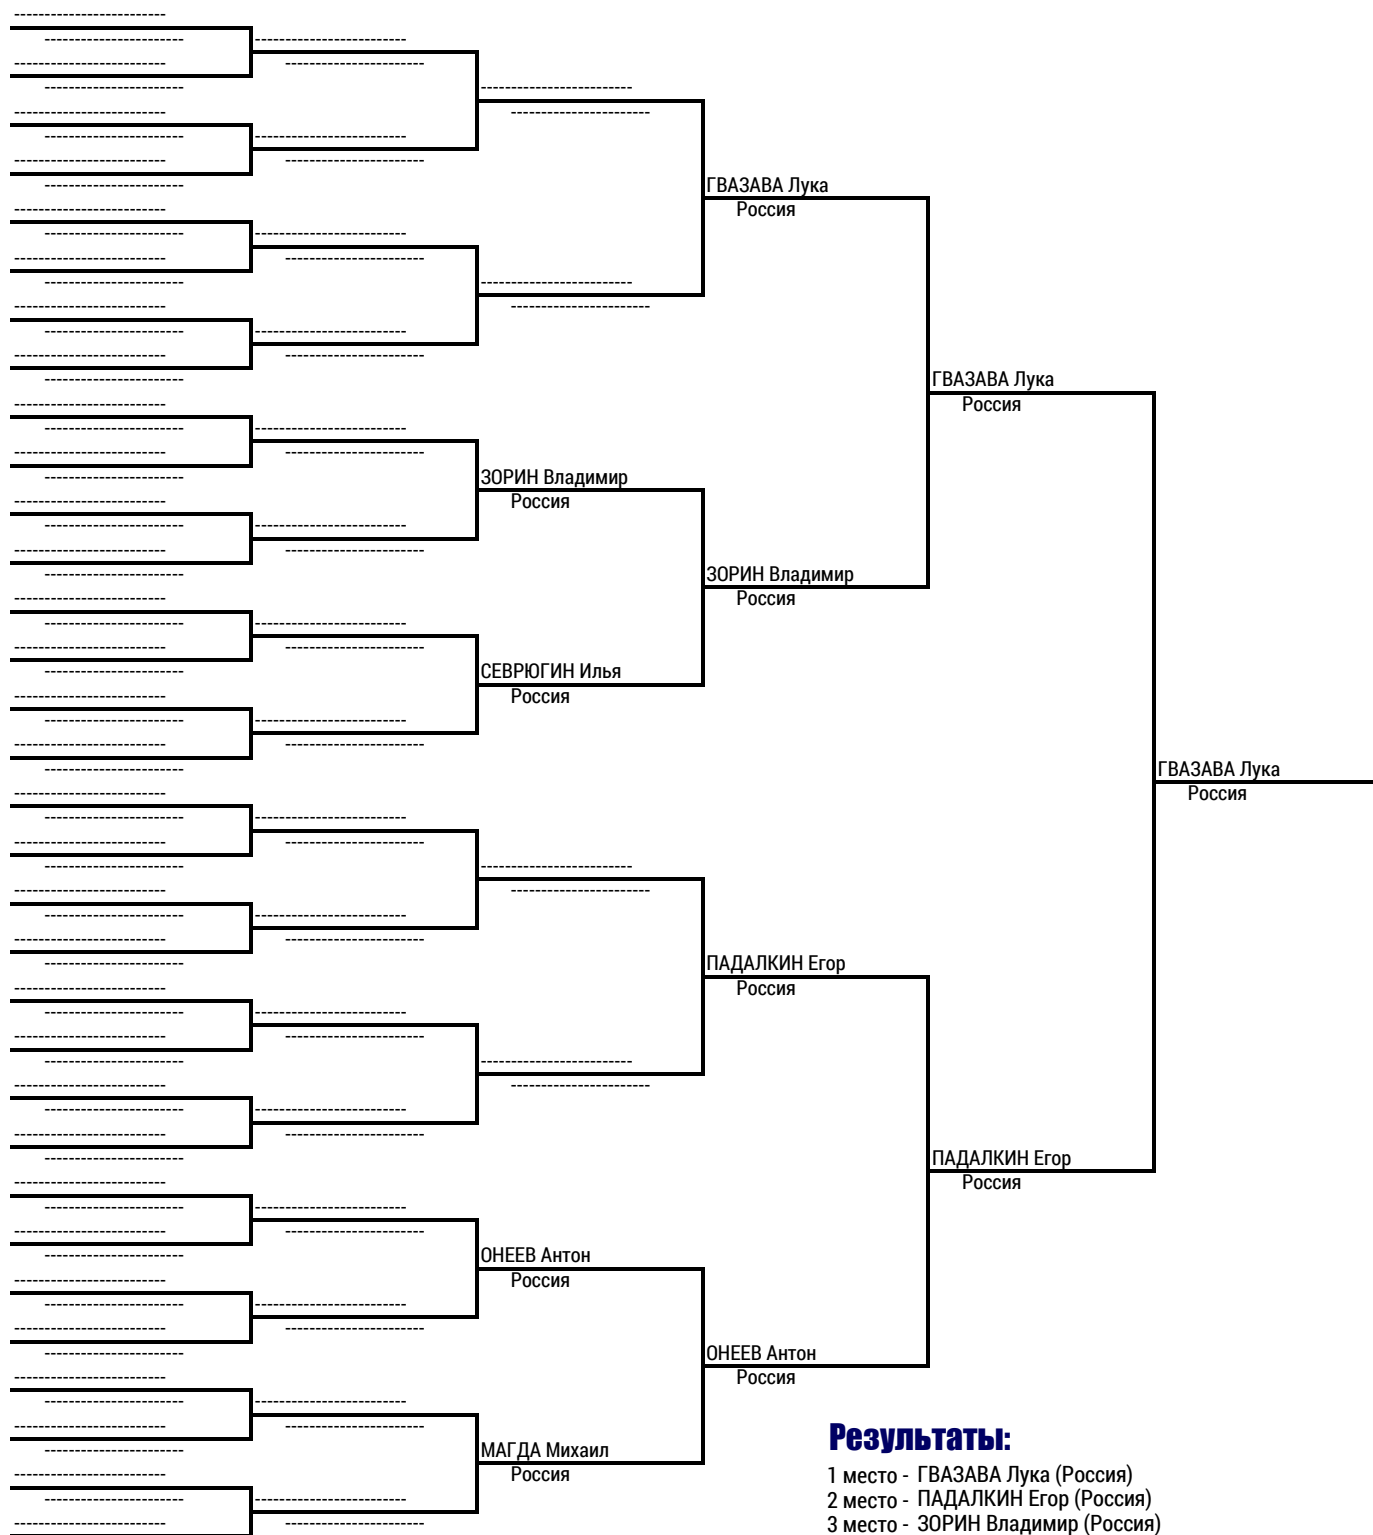 ГВАЗАВА Лука
Россия
ГВАЗАВА Лука
Россия
ЗОРИН Владимир
Россия
ЗОРИН Владимир
Россия
СЕВРЮГИН Илья
Россия
ГВАЗАВА Лука
Россия
ПАДАЛКИН Егор
Россия
ПАДАЛКИН Егор
Россия
ОНЕЕВ Антон
Россия
ОНЕЕВ Антон
Россия
МАГДА Михаил
Россия
Результаты:
1 место - ГВАЗАВА Лука (Россия)
2 место - ПАДАЛКИН Егор (Россия)
3 место - ЗОРИН Владимир (Россия)